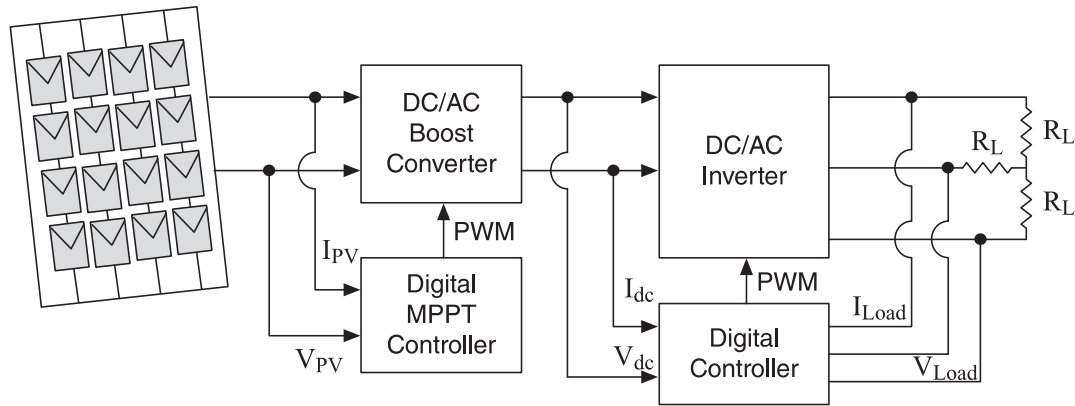 DC/AC
Boost
Converter
PWM
I_PV
V_PV
Digital
MPPT
Controller
DC/AC
Inverter
PWM
I_dc
V_dc
Digital
Controller
I_Load
V_Load
R_L
R_L
R_L